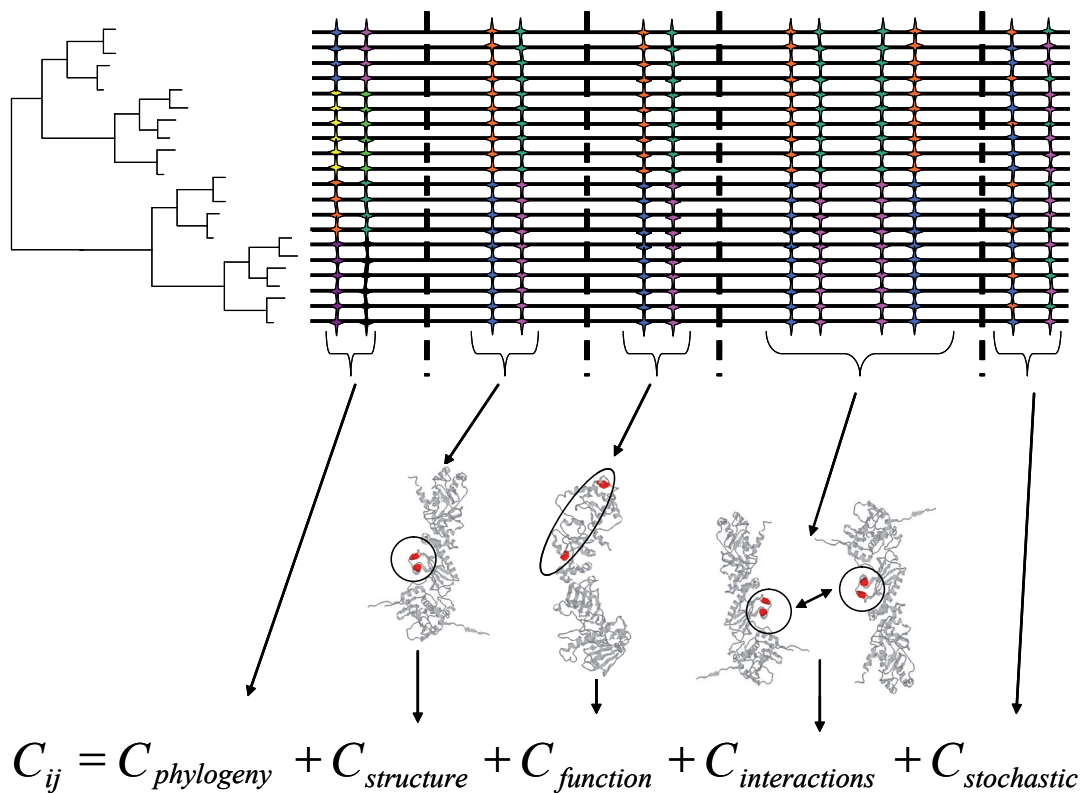 C_ij = C_phylogeny + C_structure + C_function + C_interactions + C_stochastic